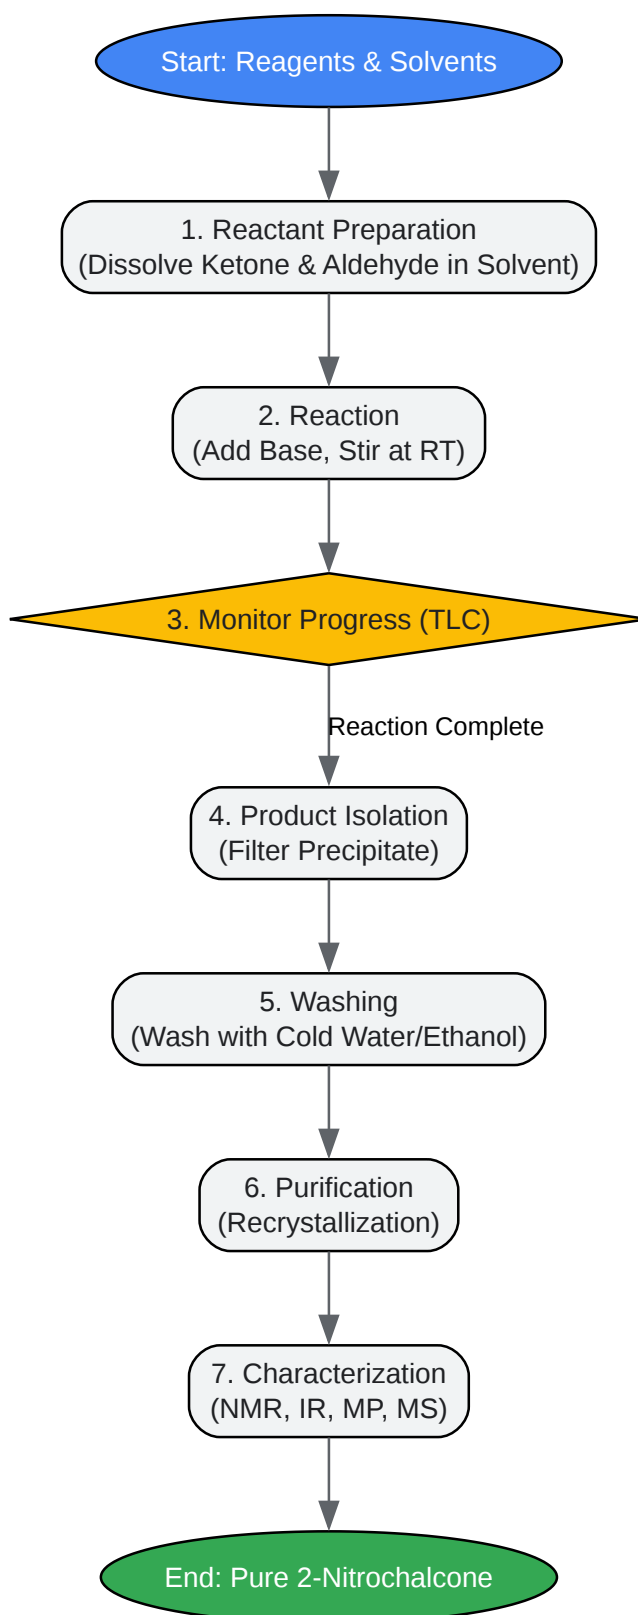 Start: Reagents & Solvents
1. Reactant Preparation
(Dissolve Ketone & Aldehyde in Solvent)
2. Reaction
(Add Base, Stir at RT)
3. Monitor Progress (TLC)
Reaction Complete
4. Product Isolation
(Filter Precipitate)
5. Washing
(Wash with Cold Water/Ethanol)
6. Purification
(Recrystallization)
7. Characterization
(NMR, IR, MP, MS)
End: Pure 2-Nitrochalcone